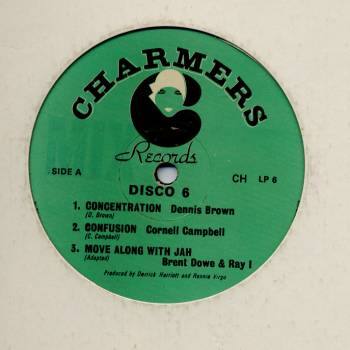 CHARMERS
Records
DISCO 6
SIDE A
CH LP 6
1. CONCENTRATION Dennis Brown
(D. Brown)
2. CONFUSION Cornell Campbell
(C. Campbell)
3. MOVE ALONG WITH JAH
(Adapted) Brent Dowe & Ray I
Produced by Derrick Harriott and Ronnie Virgo